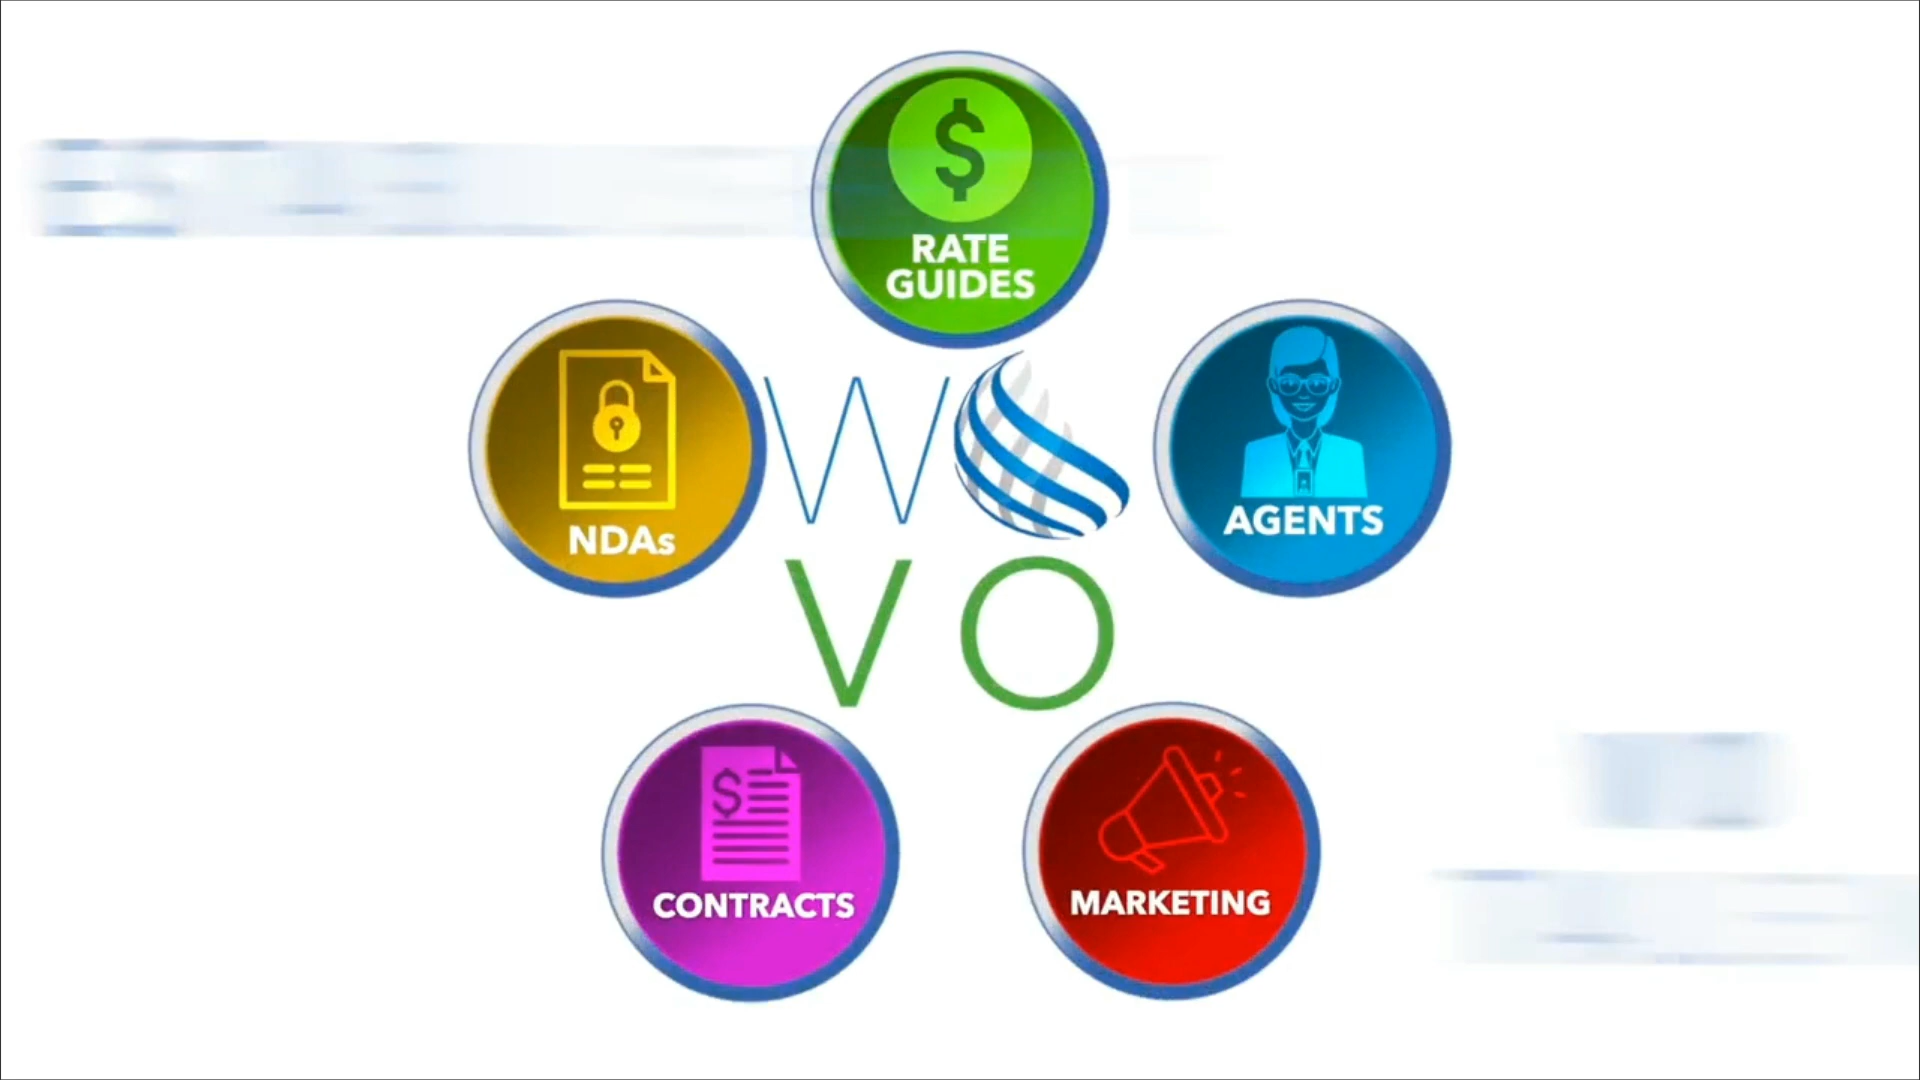 RATE
GUIDES
NDAs
WO
AGENTS
VO
CONTRACTS
MARKETING